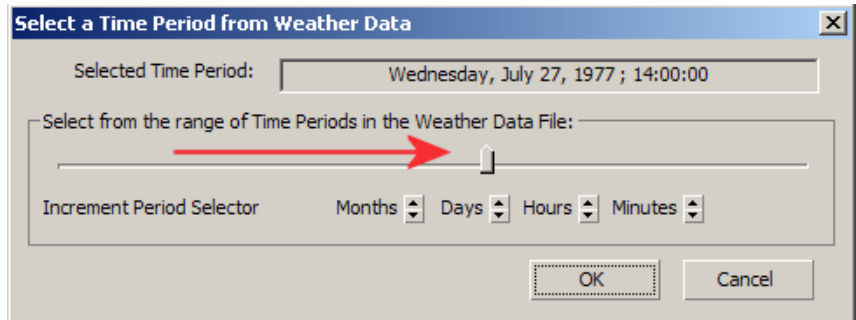 Select a Time Period from Weather Data
Selected Time Period: Wednesday, July 27, 1977 ; 14:00:00
Select from the range of Time Periods in the Weather Data File:
Increment Period Selector Months Days Hours Minutes
OK Cancel